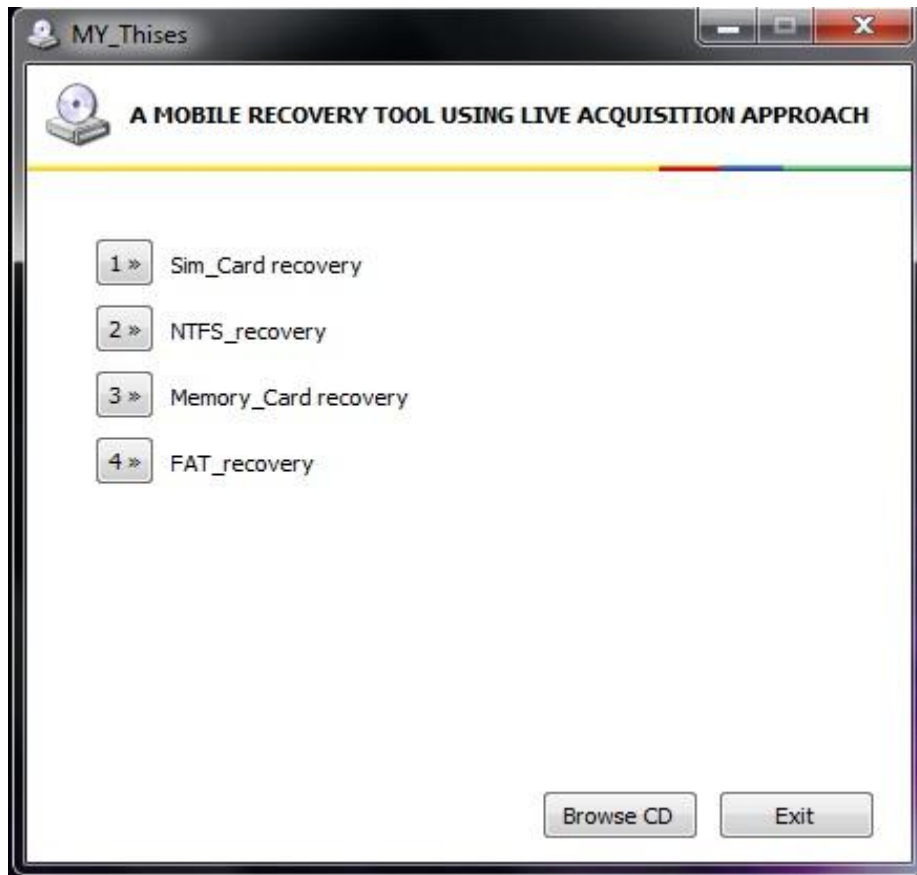 MY_Thises
A MOBILE RECOVERY TOOL USING LIVE ACQUISITION APPROACH
1 » Sim_Card recovery
2 » NTFS_recovery
3 » Memory_Card recovery
4 » FAT_recovery
Browse CD Exit